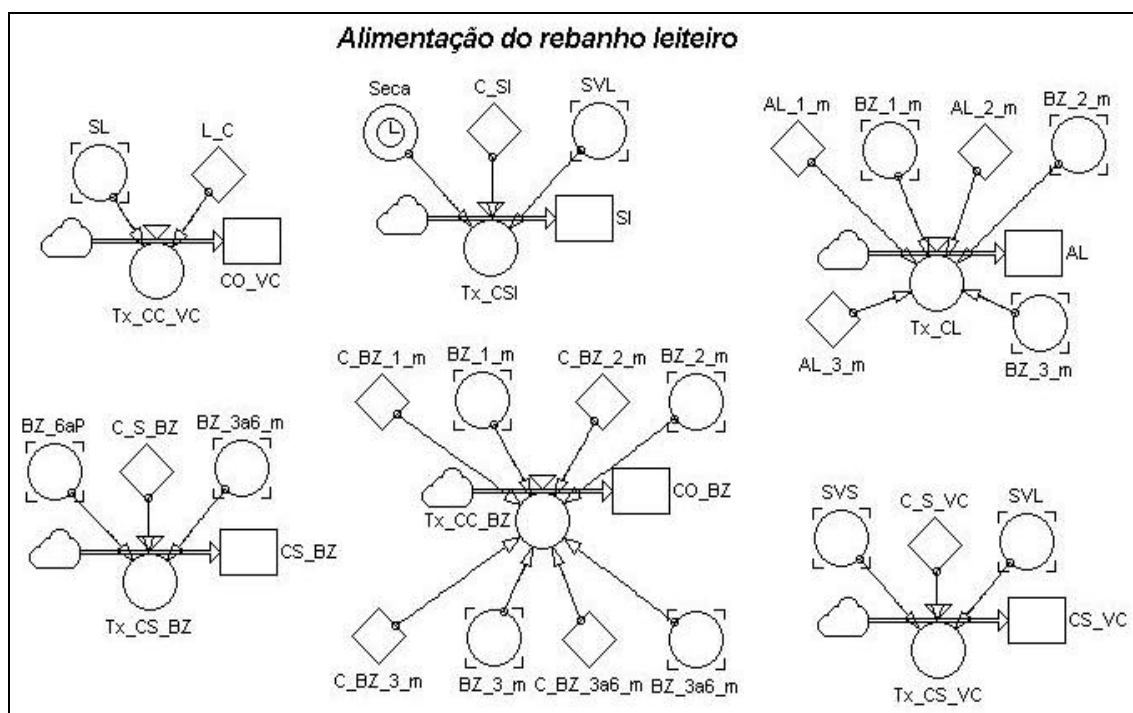 Alimentação do rebanho leiteiro
SL
L_C
CO_VC
Tx_CC_VC
Seca
C_SI
SVL
SI
Tx_CSI
AL_1_m
BZ_1_m
AL_2_m
BZ_2_m
AL
Tx_CL
AL_3_m
BZ_3_m
BZ_6aP
C_S_BZ
BZ_3a6_m
CS_BZ
Tx_CS_BZ
C_BZ_1_m
BZ_1_m
C_BZ_2_m
BZ_2_m
CO_BZ
Tx_CC_BZ
C_BZ_3_m
BZ_3_m
C_BZ_3a6_m
BZ_3a6_m
SVS
C_S_VC
SVL
CS_VC
Tx_CS_VC